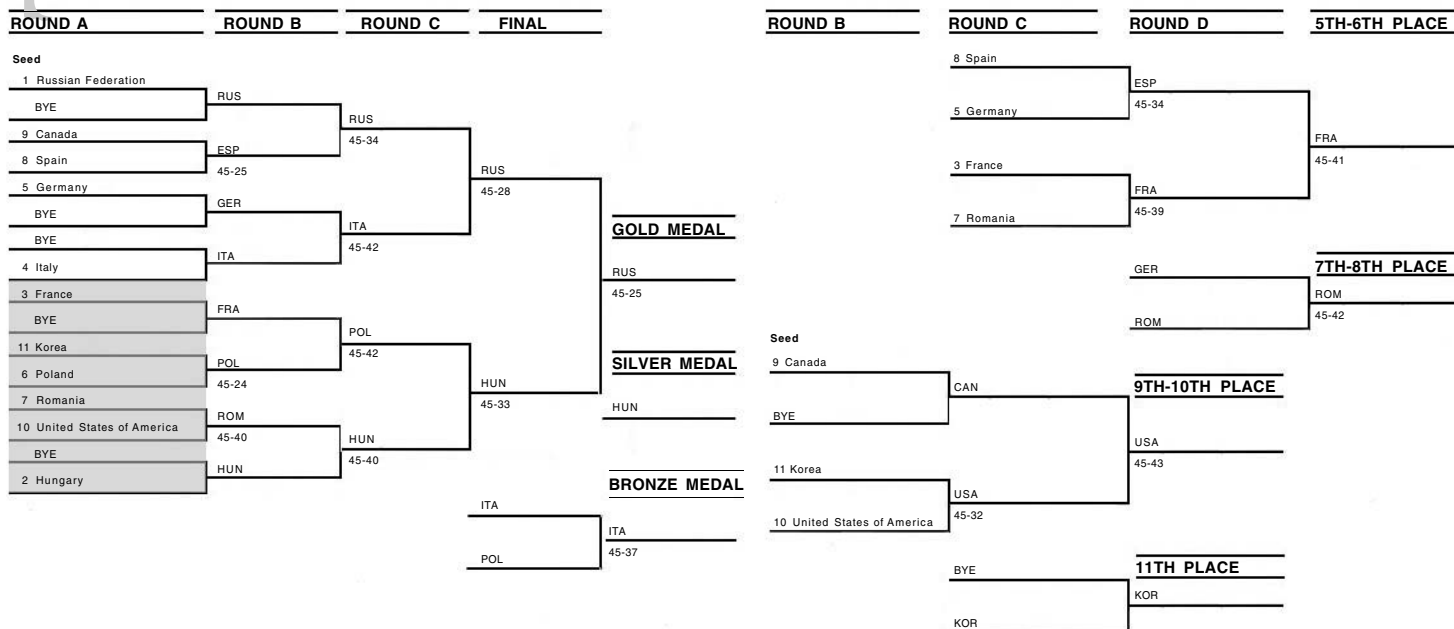 ROUND A
ROUND B
ROUND C
FINAL
Seed
1 Russian Federation
BYE
9 Canada
8 Spain
5 Germany
BYE
BYE
4 Italy
3 France
BYE
11 Korea
6 Poland
7 Romania
10 United States of America
BYE
2 Hungary
RUS
ESP
45-25
GER
ITA
FRA
POL
45-24
ROM
45-40
HUN
RUS
45-34
ITA
45-42
POL
45-42
HUN
45-40
RUS
45-28
HUN
45-33
ITA
POL
GOLD MEDAL
RUS
45-25
SILVER MEDAL
HUN
BRONZE MEDAL
ITA
45-37
ROUND B
ROUND C
ROUND D
5TH-6TH PLACE
8 Spain
5 Germany
3 France
7 Romania
ESP
45-34
FRA
45-39
FRA
45-41
7TH-8TH PLACE
GER
ROM
ROM
45-42
Seed
9 Canada
BYE
11 Korea
10 United States of America
CAN
USA
45-32
9TH-10TH PLACE
USA
45-43
11TH PLACE
BYE
KOR
KOR